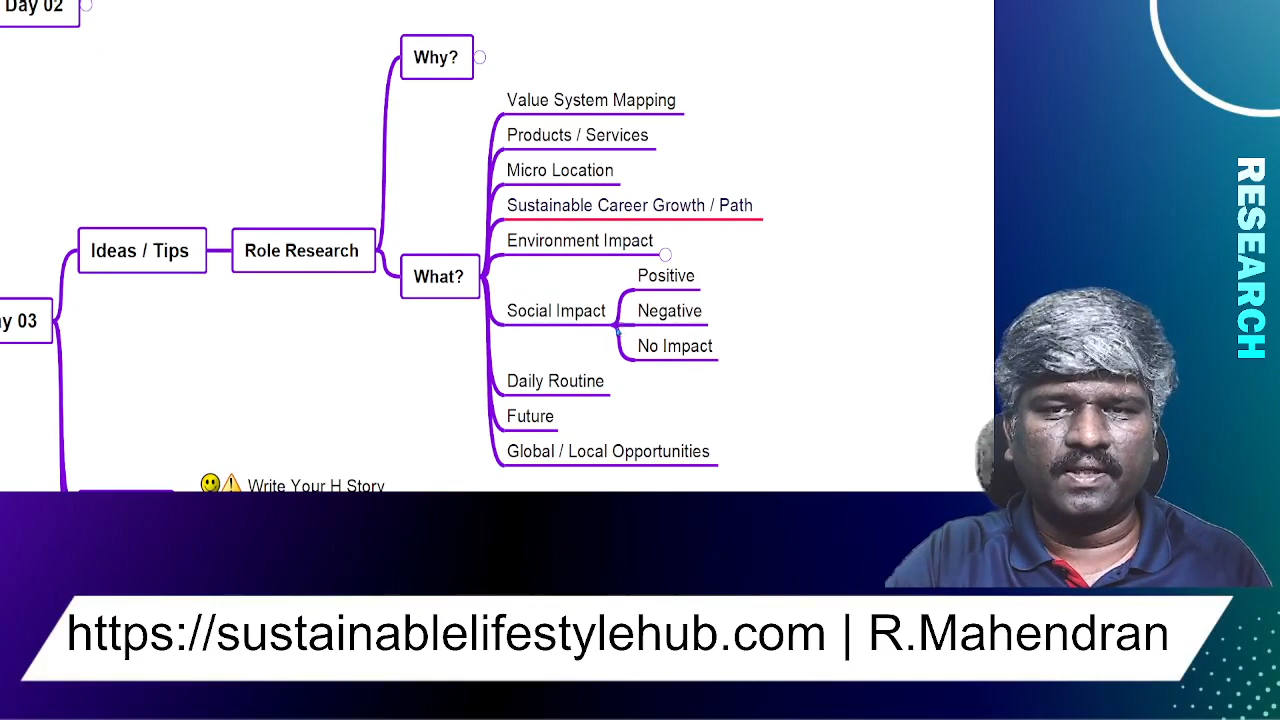 Day 02
Why?
Value System Mapping
Products / Services
Micro Location
Sustainable Career Growth / Path
Environment Impact
Positive
Social Impact
Negative
No Impact
Daily Routine
Future
Global / Local Opportunities
What?
Role Research
Ideas / Tips
y 03
Write Your H Story
RESEARCH
https://sustainablelifestylehub.com | R.Mahendran